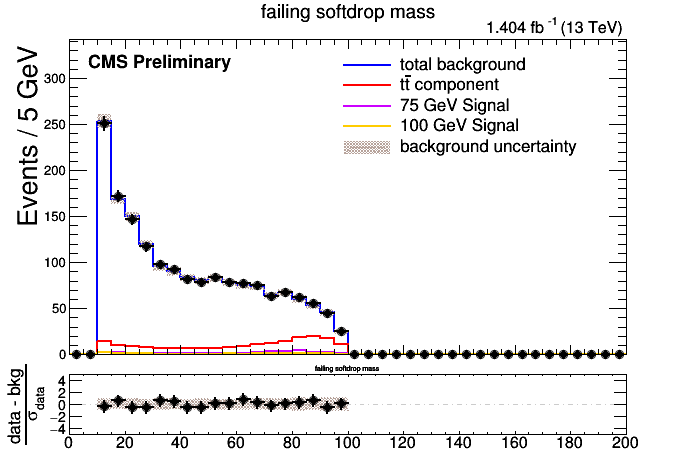 failing softdrop mass
1.404 fb⁻¹ (13 TeV)
CMS Preliminary
total background
tt̄ component
75 GeV Signal
100 GeV Signal
background uncertainty
Events / 5 GeV
300
250
200
150
100
50
0
failing softdrop mass
data - bkg
σ data
4
2
0
−2
−4
0 20 40 60 80 100 120 140 160 180 200